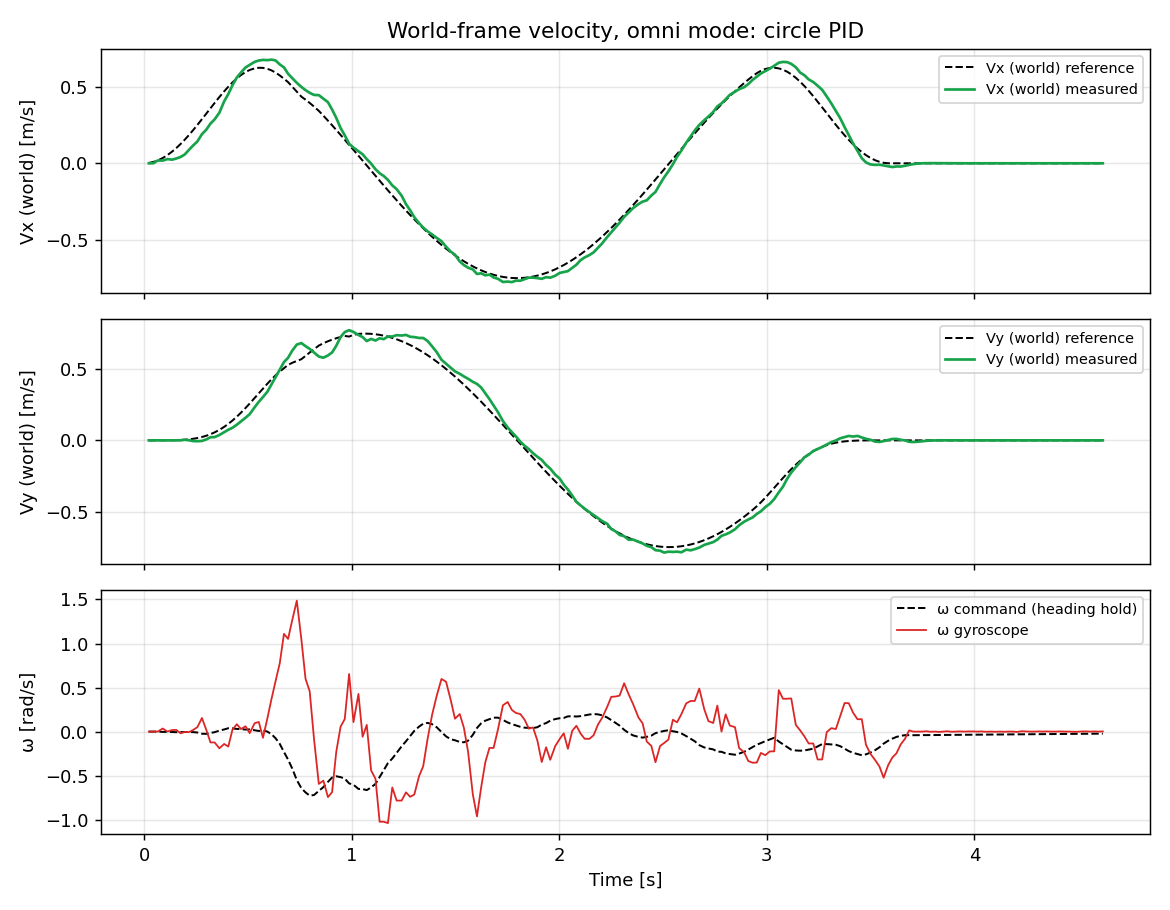 World-frame velocity, omni mode: circle PID
Vx (world) [m/s]
0.5
0.0
−0.5
Vx (world) reference
Vx (world) measured
Vy (world) [m/s]
0.5
0.0
−0.5
Vy (world) reference
Vy (world) measured
ω [rad/s]
1.5
1.0
0.5
0.0
−0.5
−1.0
ω command (heading hold)
ω gyroscope
0 1 2 3 4
Time [s]